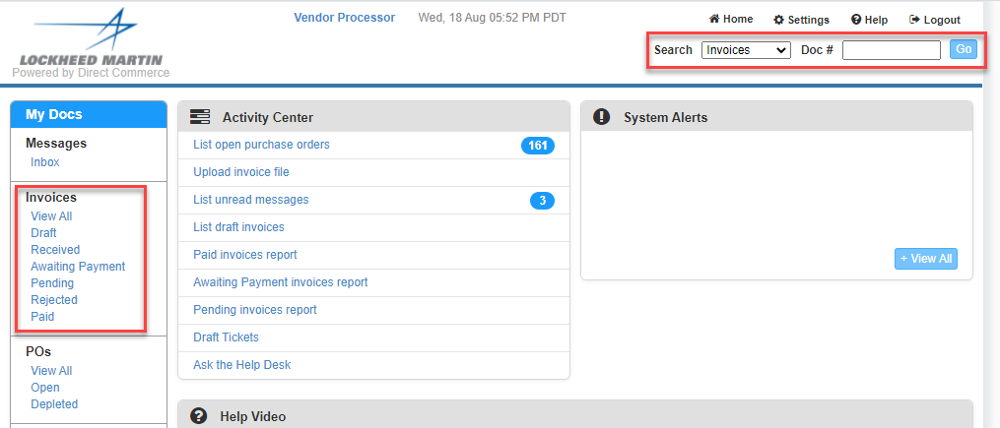 Vendor Processor Wed, 18 Aug 05:52 PM PDT Home Settings Help Logout
LOCKHEED MARTIN
Powered by Direct Commerce
Search Invoices Doc # Go
My Docs
Messages
Inbox
Invoices
View All
Draft
Received
Awaiting Payment
Pending
Rejected
Paid
POs
View All
Open
Depleted
Activity Center
List open purchase orders 161
Upload invoice file
List unread messages 3
List draft invoices
Paid invoices report
Awaiting Payment invoices report
Pending invoices report
Draft Tickets
Ask the Help Desk
System Alerts
+ View All
Help Video